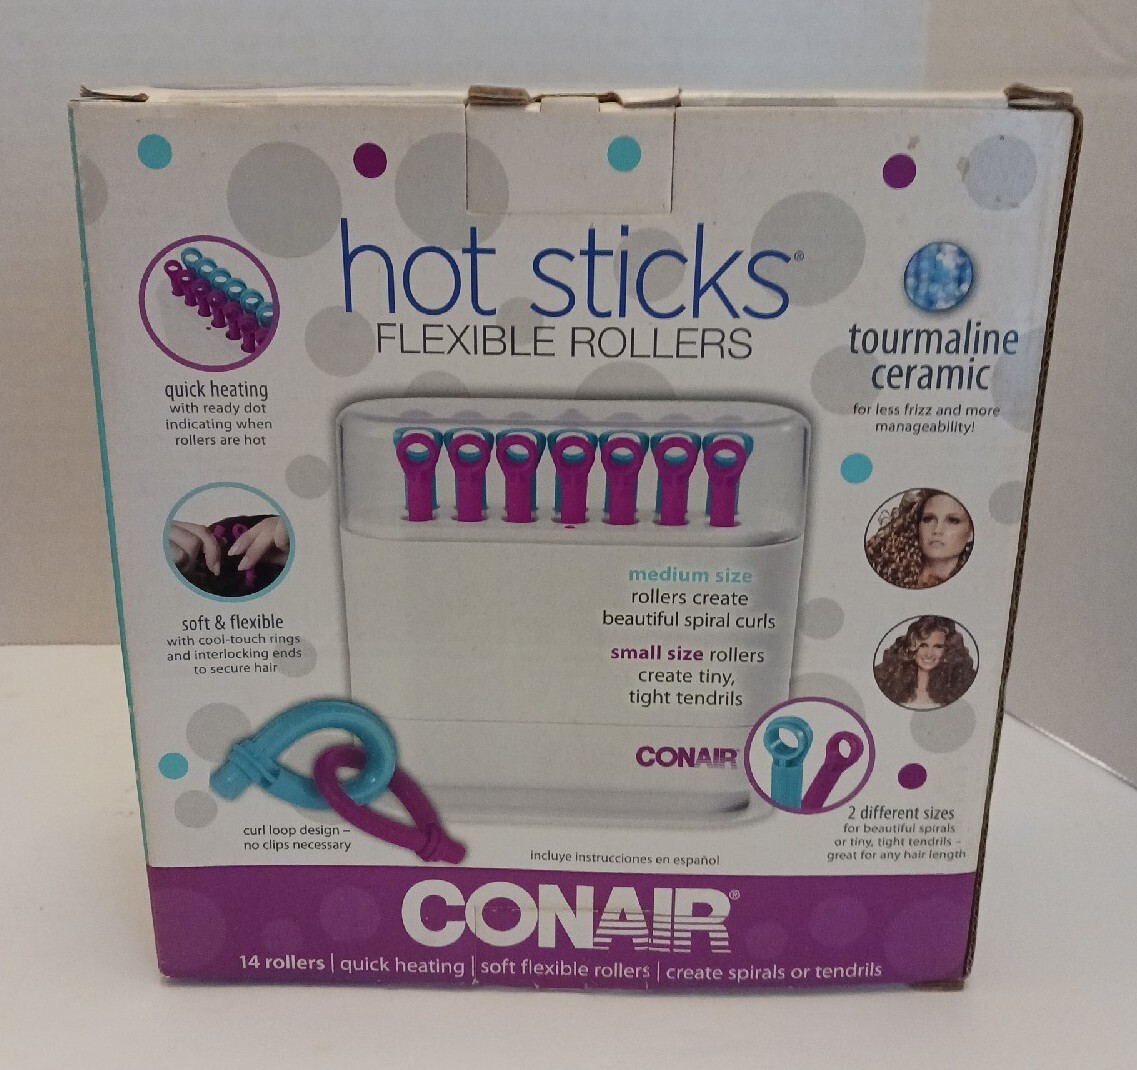 hot sticks®
FLEXIBLE ROLLERS
quick heating
with ready dot
indicating when
rollers are hot
tourmaline
ceramic
for less frizz and more
manageability!
soft & flexible
with cool-touch rings
and interlocking ends
to secure hair
medium size
rollers create
beautiful spiral curls
small size rollers
create tiny,
tight tendrils
CONAIR
curl loop design –
no clips necessary
2 different sizes
for beautiful spirals
or tiny, tight tendrils –
great for any hair length
incluye instrucciones en español
CONAIR®
14 rollers | quick heating | soft flexible rollers | create spirals or tendrils